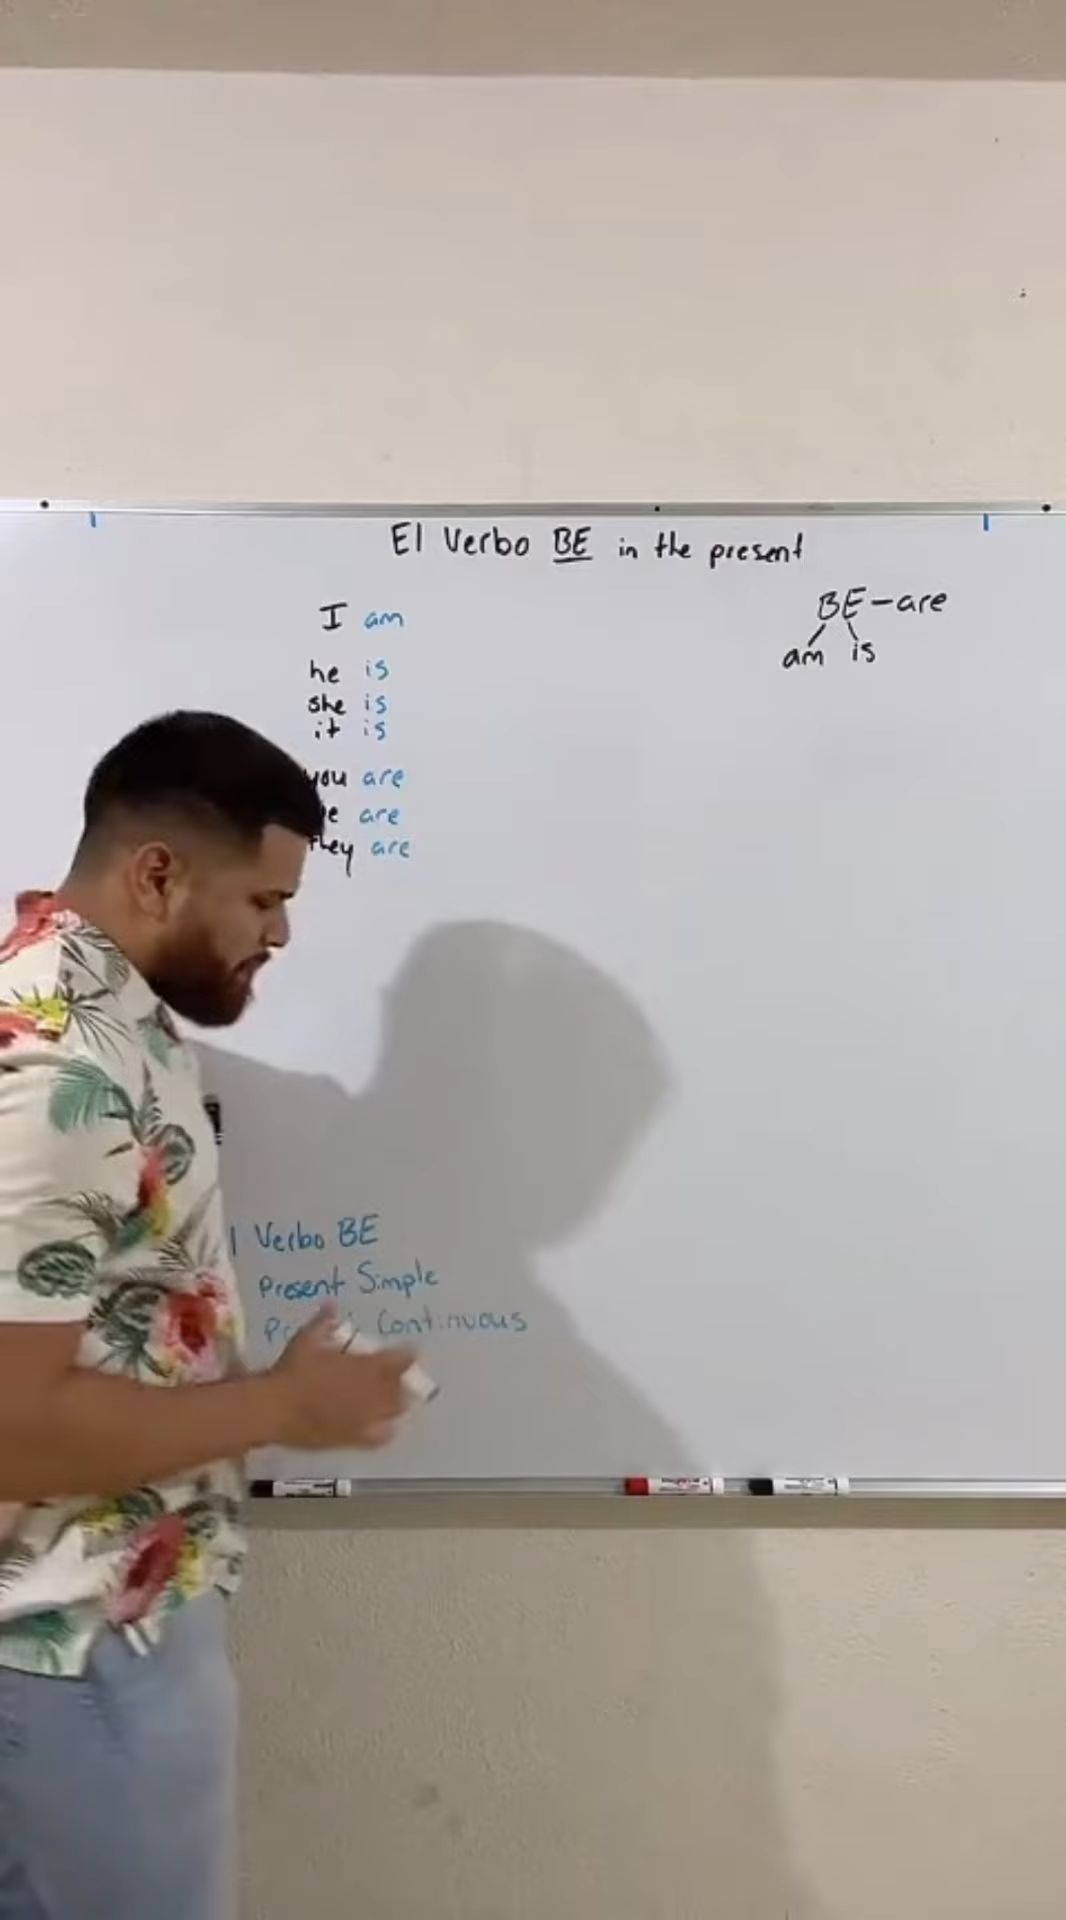 El Verbo BE in the present
I am
he is
she is
it is
you are
are
they are
BE - are
am is
Verbo BE
Present Simple
Continuous